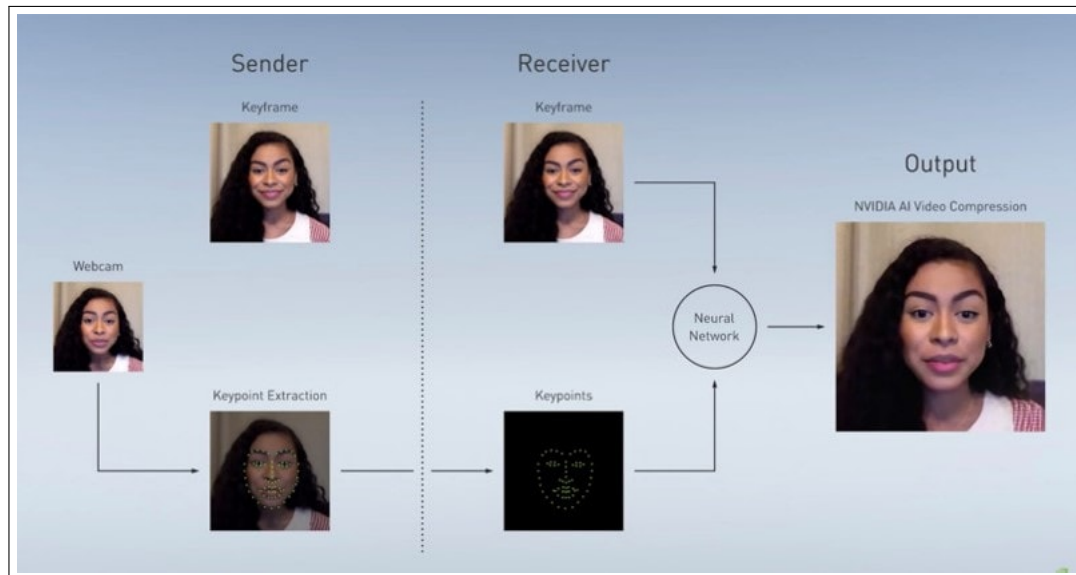 Sender
Receiver
Keyframe
Keyframe
Output
NVIDIA AI Video Compression
Webcam
Neural
Network
Keypoint Extraction
Keypoints